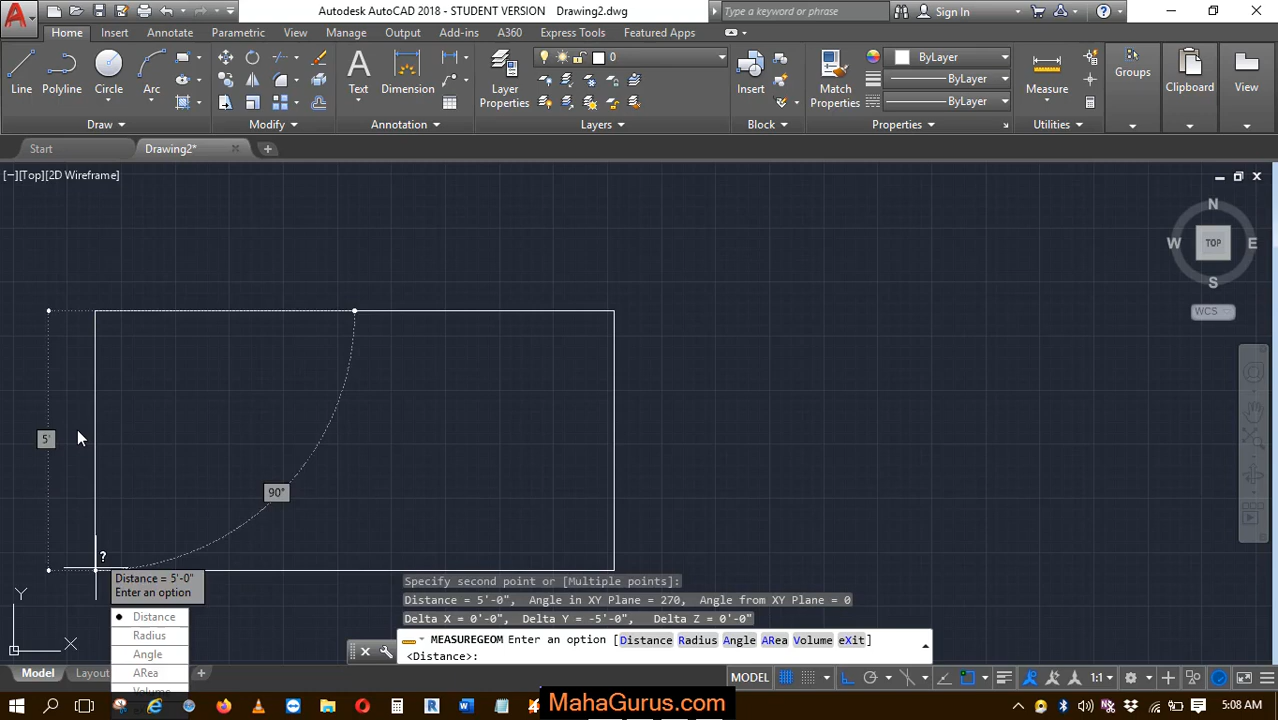 Autodesk AutoCAD 2018 - STUDENT VERSION Drawing2.dwg
Type a keyword or phrase
Sign In
Home Insert Annotate Parametric View Manage Output Add-ins A360 Express Tools Featured Apps
Line Polyline Circle Arc
Text Dimension
Layer Properties
0
Insert
Match Properties
ByLayer
ByLayer
ByLayer
Measure
Groups
Clipboard
View
Draw Modify Annotation Layers Block Properties Utilities
Start Drawing2*
[−][Top][2D Wireframe]
N
W TOP E
S
WCS
5'
90°
?
Distance = 5'-0"
Enter an option
Distance
Radius
Angle
ARea
Volume
Y
X
Specify second point or [Multiple points]:
Distance = 5'-0", Angle in XY Plane = 270, Angle from XY Plane = 0
Delta X = 0'-0", Delta Y = -5'-0", Delta Z = 0'-0"
MEASUREGEOM Enter an option [Distance Radius Angle ARea Volume eXit]
<Distance>:
Model Layout
MODEL
1:1
MahaGurus.com
5:08 AM